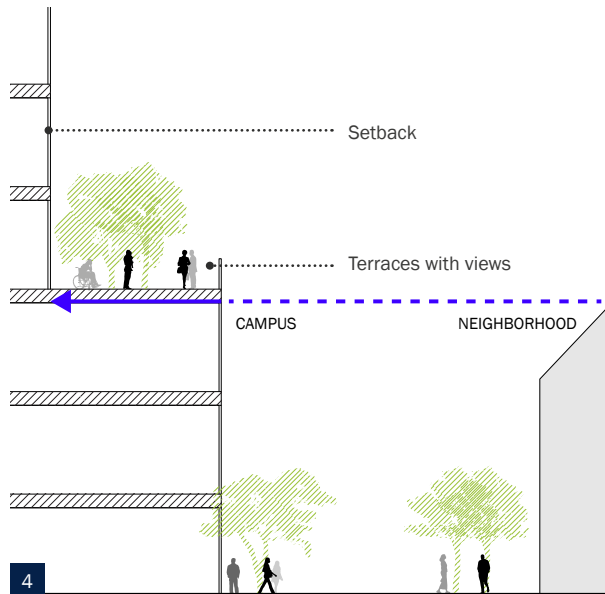 Setback
Terraces with views
CAMPUS
NEIGHBORHOOD
4